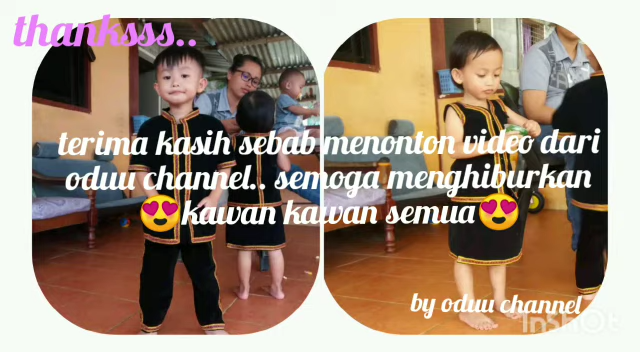 thanksss..
terima kasih sebab menonton video dari
oduu channel.. semoga menghiburkan
😍kawan kawan semua😍
by oduu channel
InShOt